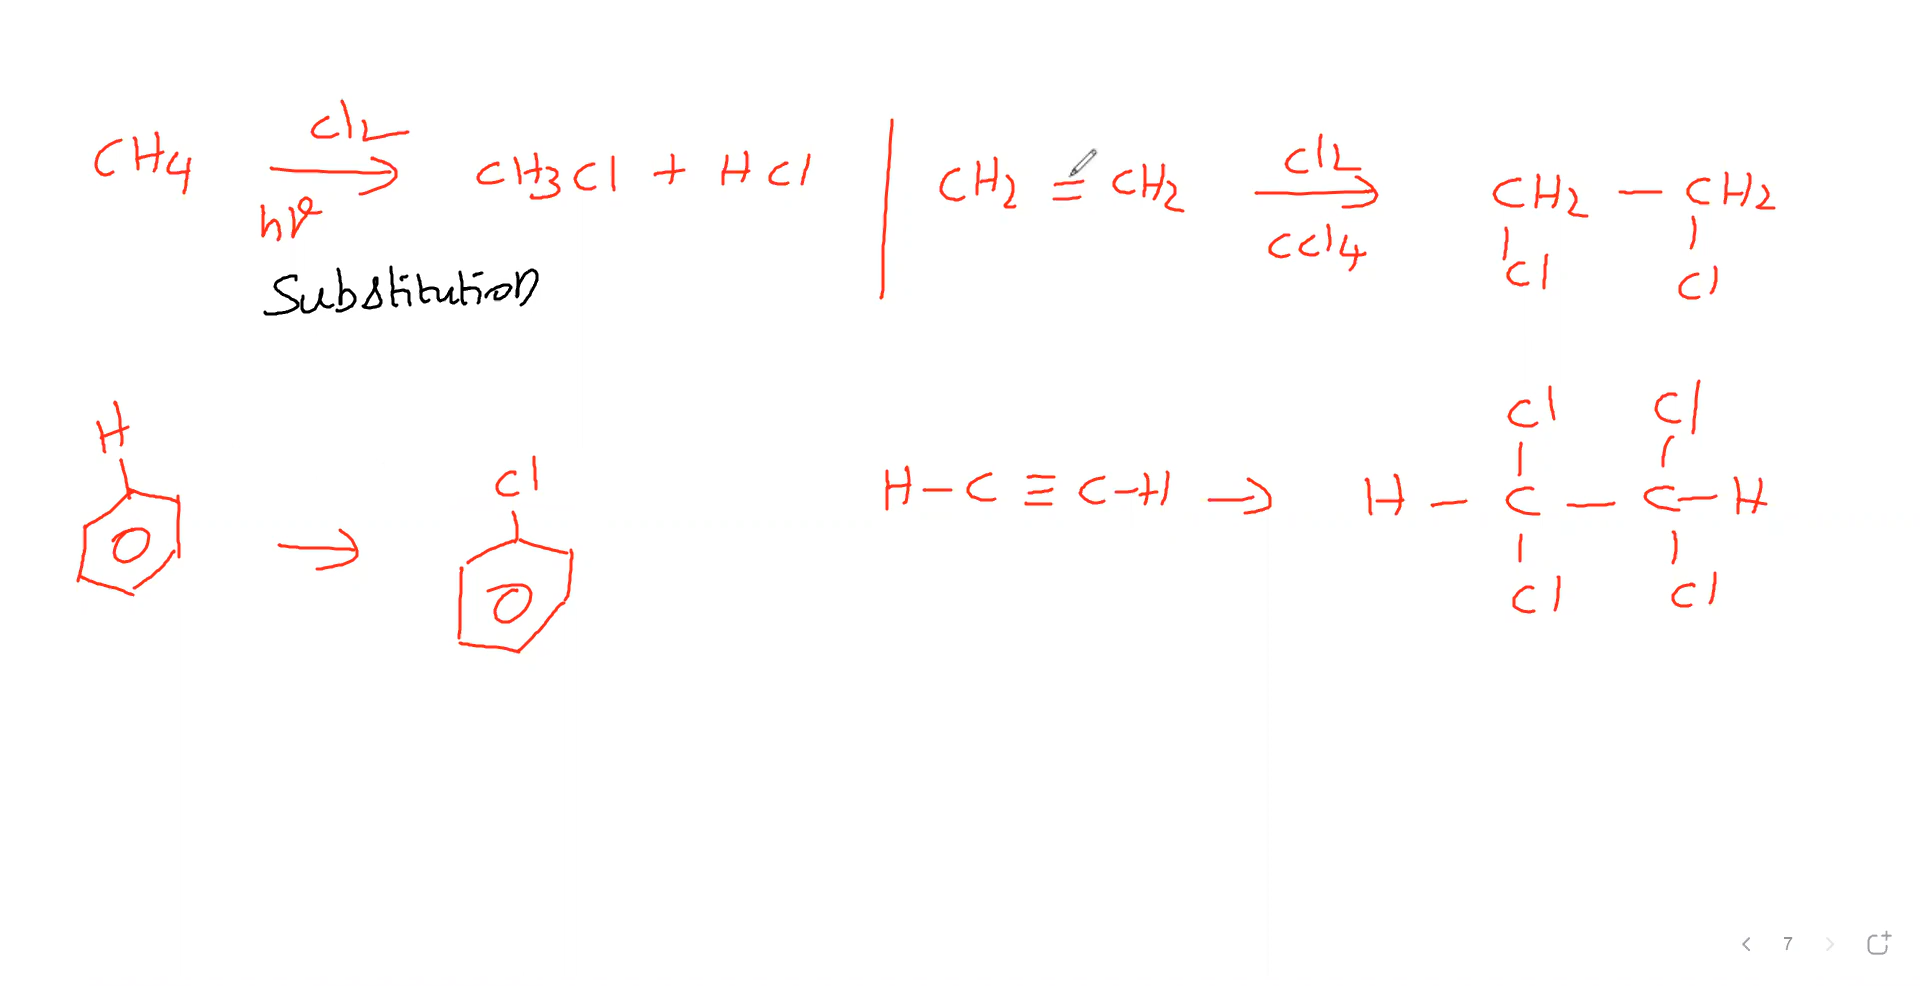 CH4 Cl2 → hν CH3Cl + HCl
Substitution
CH2 = CH2 Cl2 → CCl4 CH2 - CH2
Cl Cl
H
→
Cl
Cl Cl
H-C≡C-H → H - C - C-H
Cl Cl
7